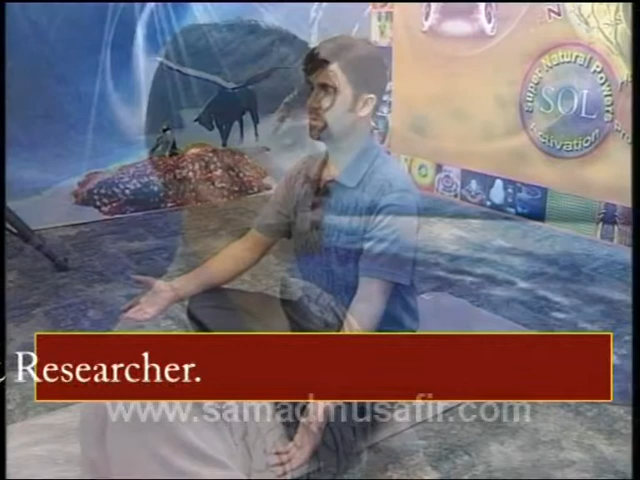 Super Natural Powers
SOL
Activation
Researcher.
www.samadmusafir.com